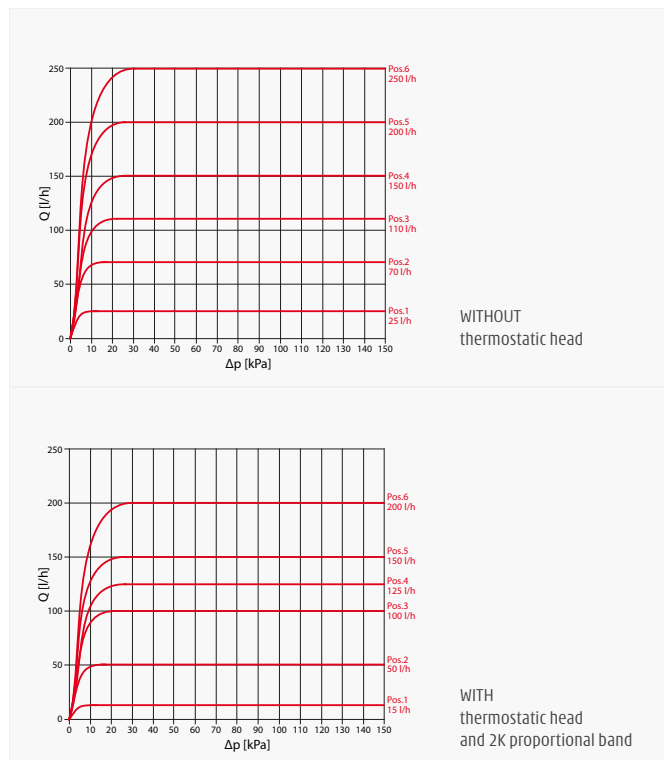 250
200
150
100
50
0
Q [l/h]
0 10 20 30 40 50 60 70 80 90 100 110 120 130 140 150
Δp [kPa]
Pos.6
250 l/h
Pos.5
200 l/h
Pos.4
150 l/h
Pos.3
110 l/h
Pos.2
70 l/h
Pos.1
25 l/h
WITHOUT
thermostatic head
250
200
150
100
50
0
Q [l/h]
0 10 20 30 40 50 60 70 80 90 100 110 120 130 140 150
Δp [kPa]
Pos.6
200 l/h
Pos.5
150 l/h
Pos.4
125 l/h
Pos.3
100 l/h
Pos.2
50 l/h
Pos.1
15 l/h
WITH
thermostatic head
and 2K proportional band